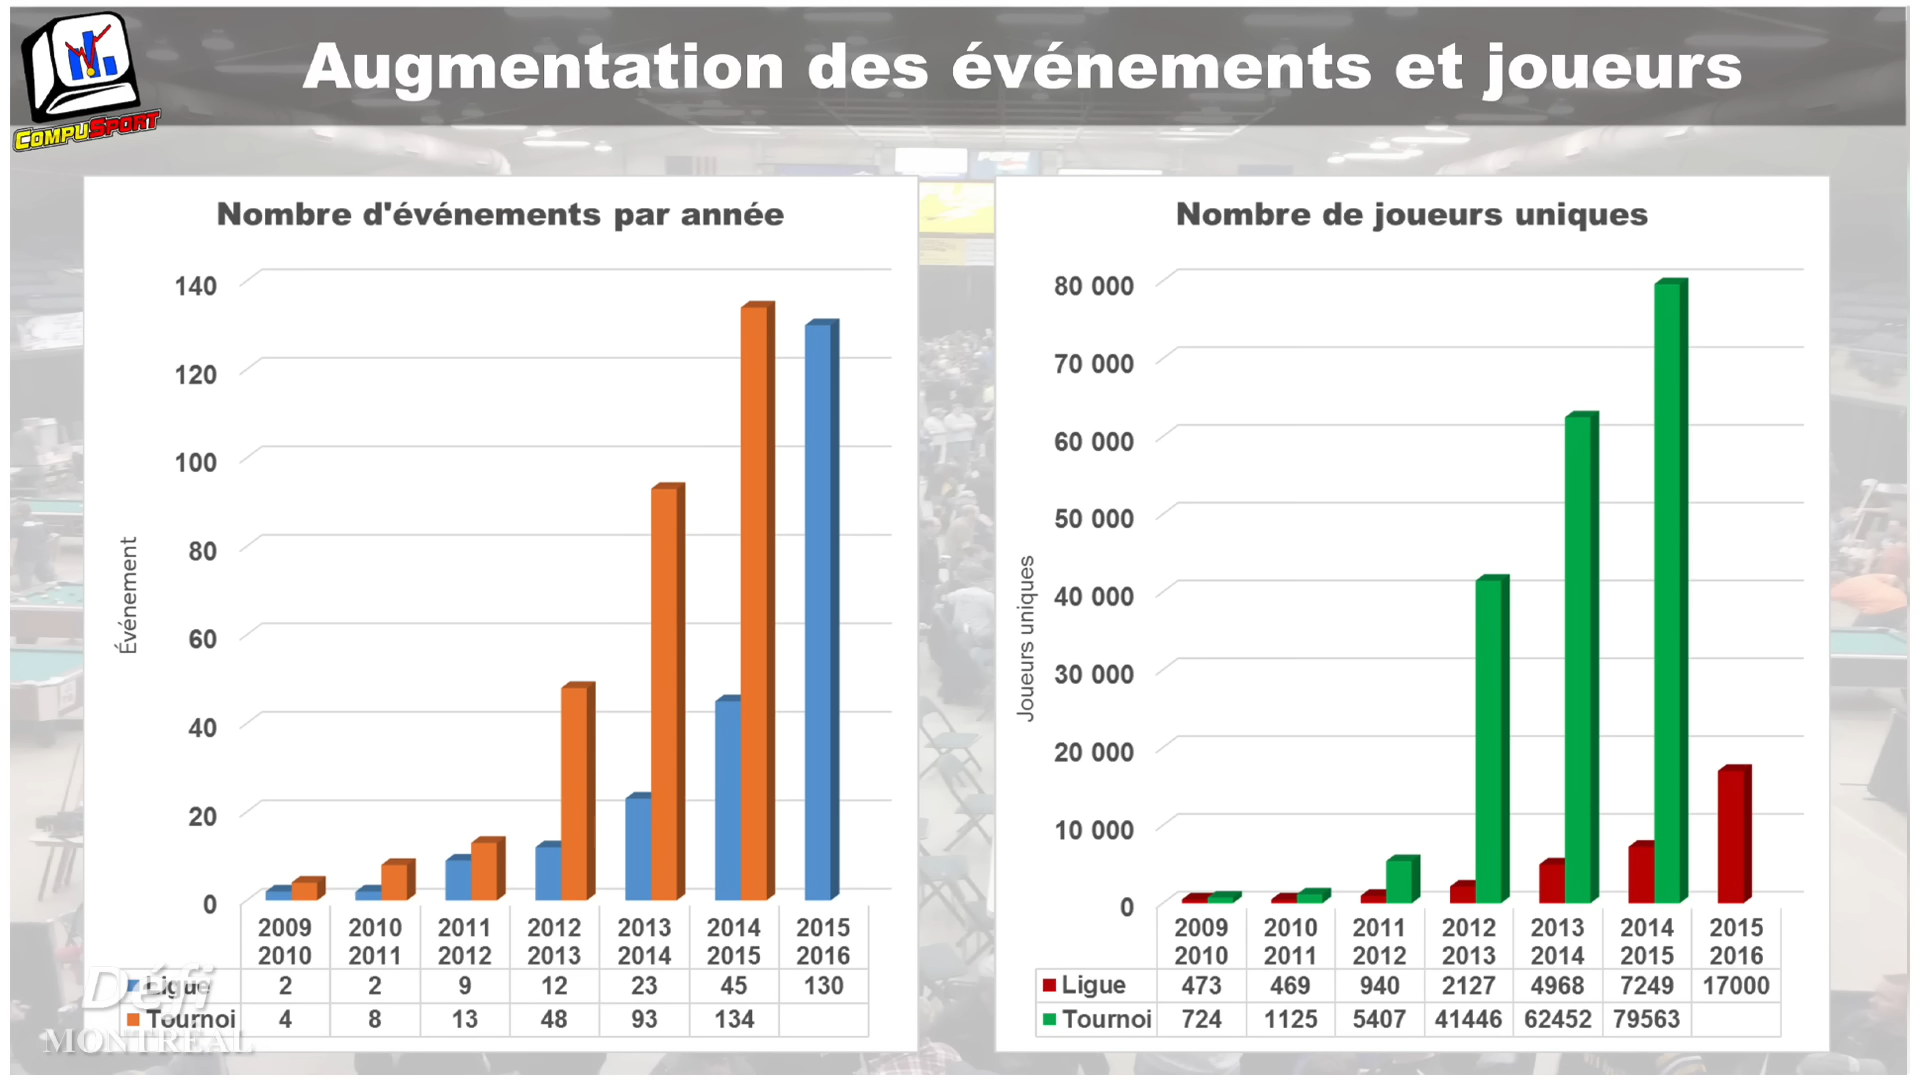 COMPUSPORT
Augmentation des événements et joueurs
Nombre d'événements par année
Événement
140
120
100
80
60
40
20
0
2009 2010 2011 2012 2013 2014 2015
2010 2011 2012 2013 2014 2015 2016
Ligue 2 2 9 12 23 45 130
Tournoi 4 8 13 48 93 134
Nombre de joueurs uniques
Joueurs uniques
80 000
70 000
60 000
50 000
40 000
30 000
20 000
10 000
0
2009 2010 2011 2012 2013 2014 2015
2010 2011 2012 2013 2014 2015 2016
Ligue 473 469 940 2127 4968 7249 17000
Tournoi 724 1125 5407 41446 62452 79563
Défi
MONTRÉAL